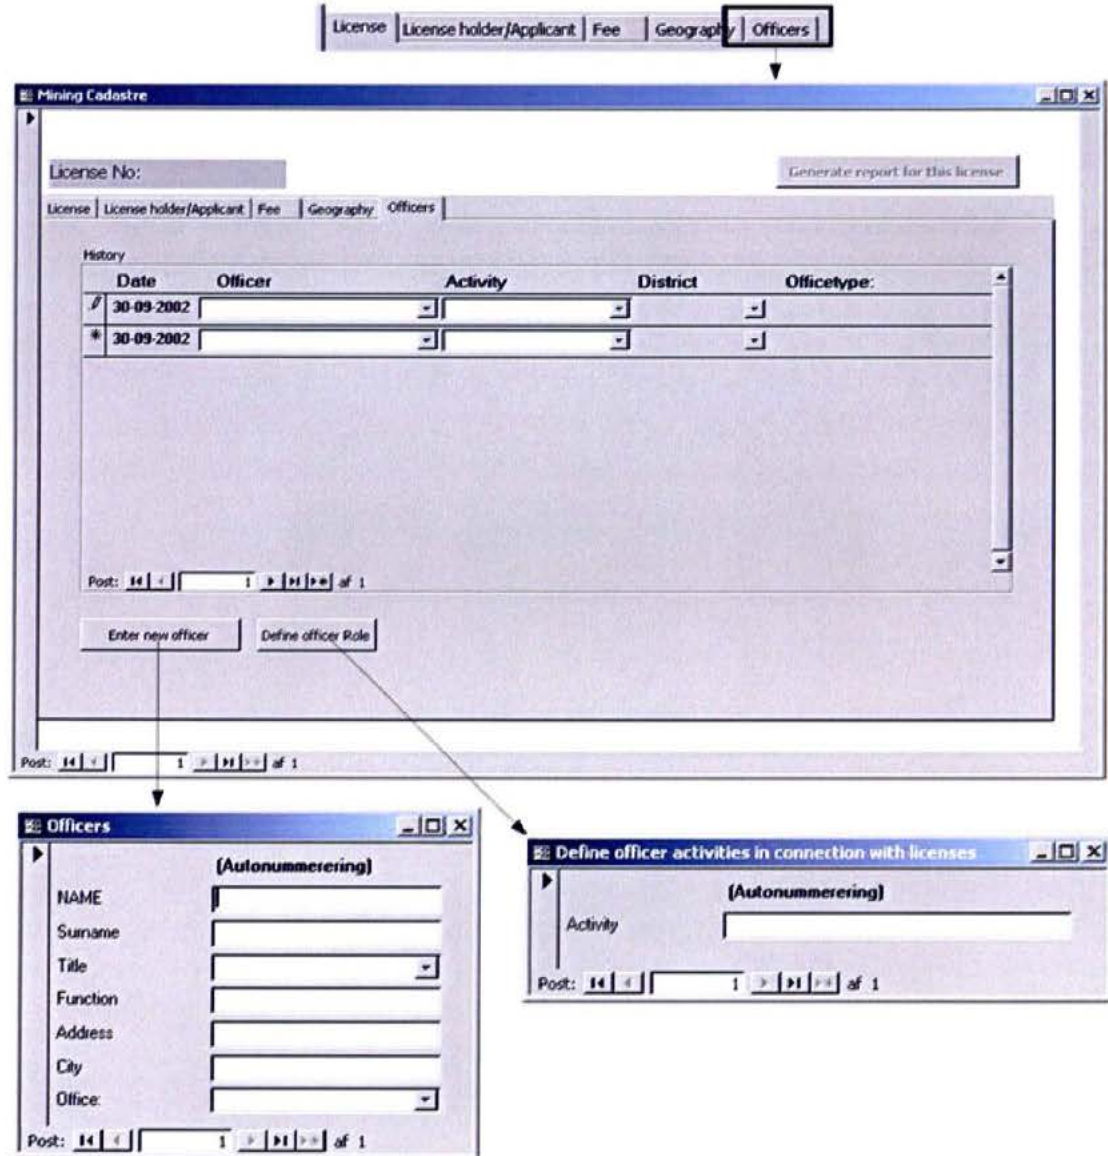 License License holder/Applicant Fee Geography Officers
Mining Cadastre
License No:
Generate report for this license
License License holder/Applicant Fee Geography Officers
History
Date Officer Activity District Officetype:
30-09-2002
30-09-2002
Post: 1 af 1
Enter new officer Define officer Role
Post: 1 af 1
Officers
(Autonummerering)
NAME
Surname
Title
Function
Address
City
Office:
Post: 1 af 1
Define officer activities in connection with licenses
(Autonummerering)
Activity
Post: 1 af 1